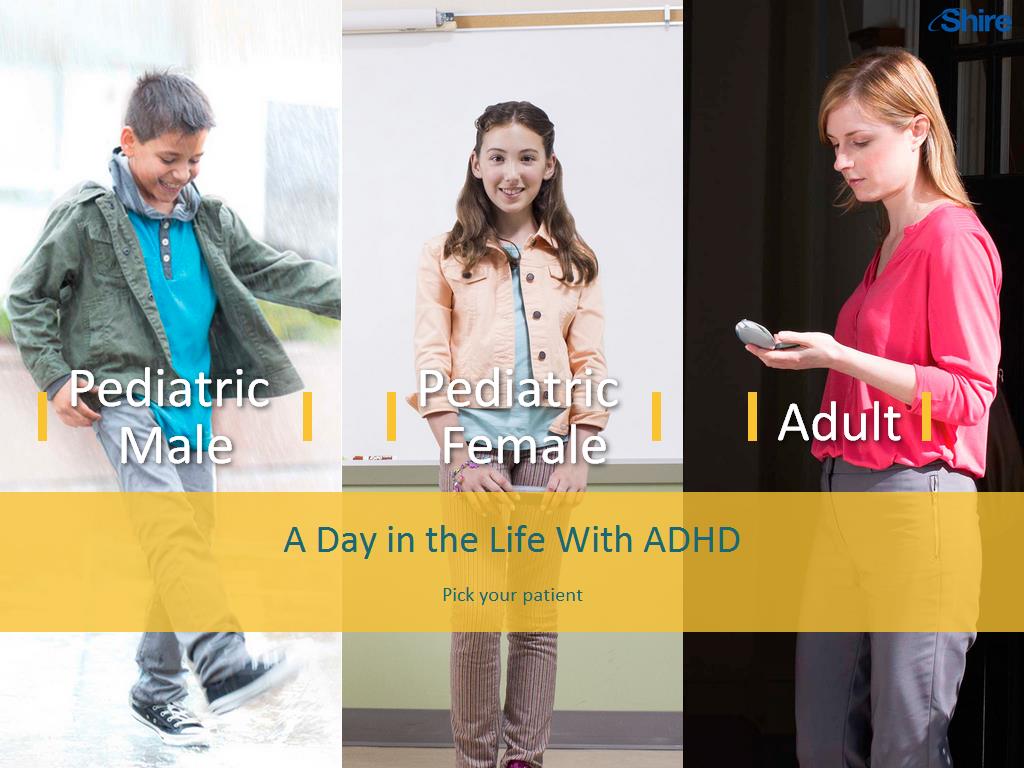 Shire
Pediatric
Male
Pediatric
Female
Adult
A Day in the Life With ADHD
Pick your patient